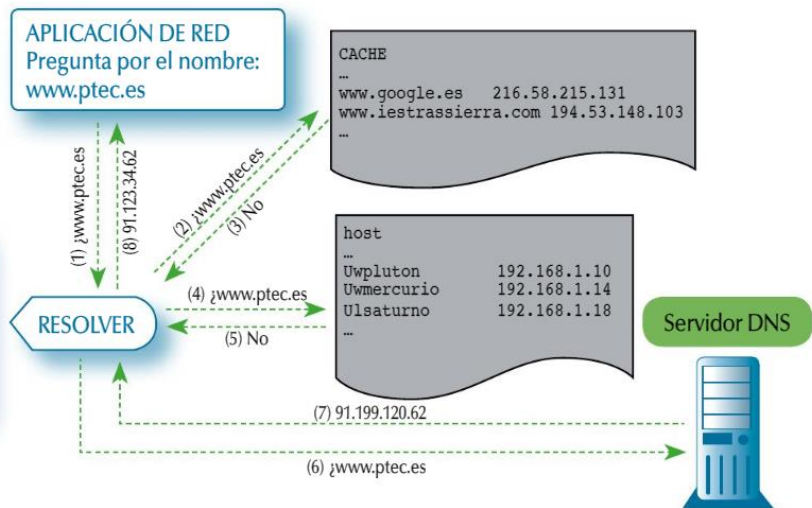 APLICACIÓN DE RED
Pregunta por el nombre:
www.ptec.es
CACHE
...
www.google.es 216.58.215.131
www.iestrassierra.com 194.53.148.103
...
(1) ¿www.ptec.es
(8) 91.123.34.62
(2) ¿www.ptec.es
(3) No
host
...
Uwpluton 192.168.1.10
Uwmercurio 192.168.1.14
Ulsaturno 192.168.1.18
...
(4) ¿www.ptec.es
(5) No
RESOLVER
Servidor DNS
(7) 91.199.120.62
(6) ¿www.ptec.es